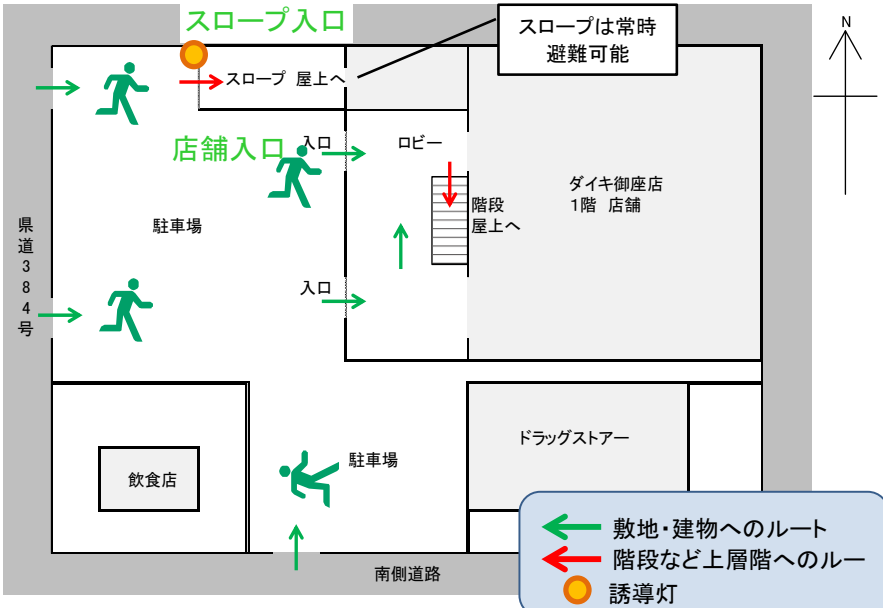 スロープ入口
スロープは常時
避難可能
N
スロープ 屋上へ
店舗入口
入口
ロビー
ダイキ御座店
1階 店舗
階段
屋上へ
駐車場
県道384号
入口
ドラッグストアー
駐車場
飲食店
敷地・建物へのルート
階段など上層階へのルー
誘導灯
南側道路